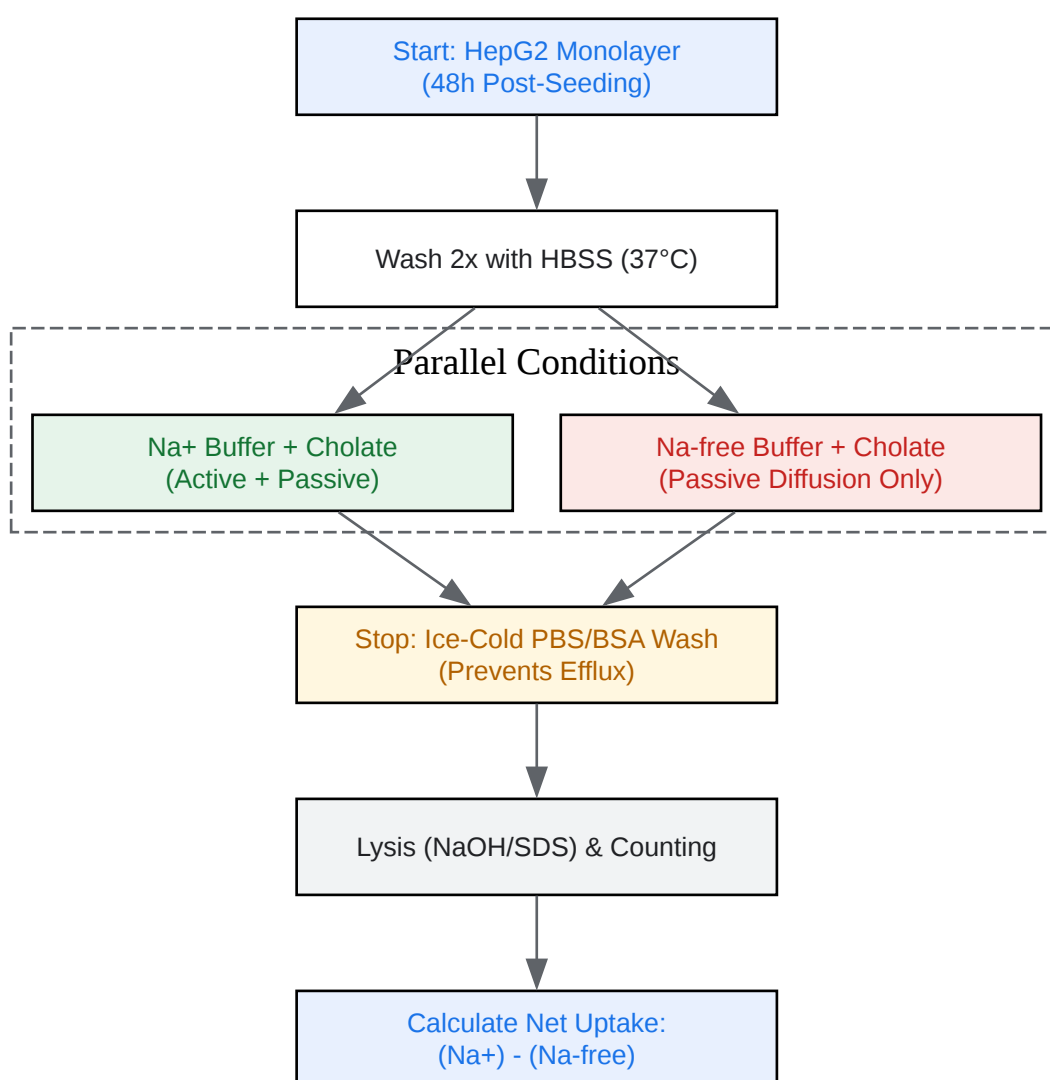 Start: HepG2 Monolayer
(48h Post-Seeding)
Wash 2x with HBSS (37°C)
Parallel Conditions
Na+ Buffer + Cholate
(Active + Passive)
Na-free Buffer + Cholate
(Passive Diffusion Only)
Stop: Ice-Cold PBS/BSA Wash
(Prevents Efflux)
Lysis (NaOH/SDS) & Counting
Calculate Net Uptake:
(Na+) - (Na-free)